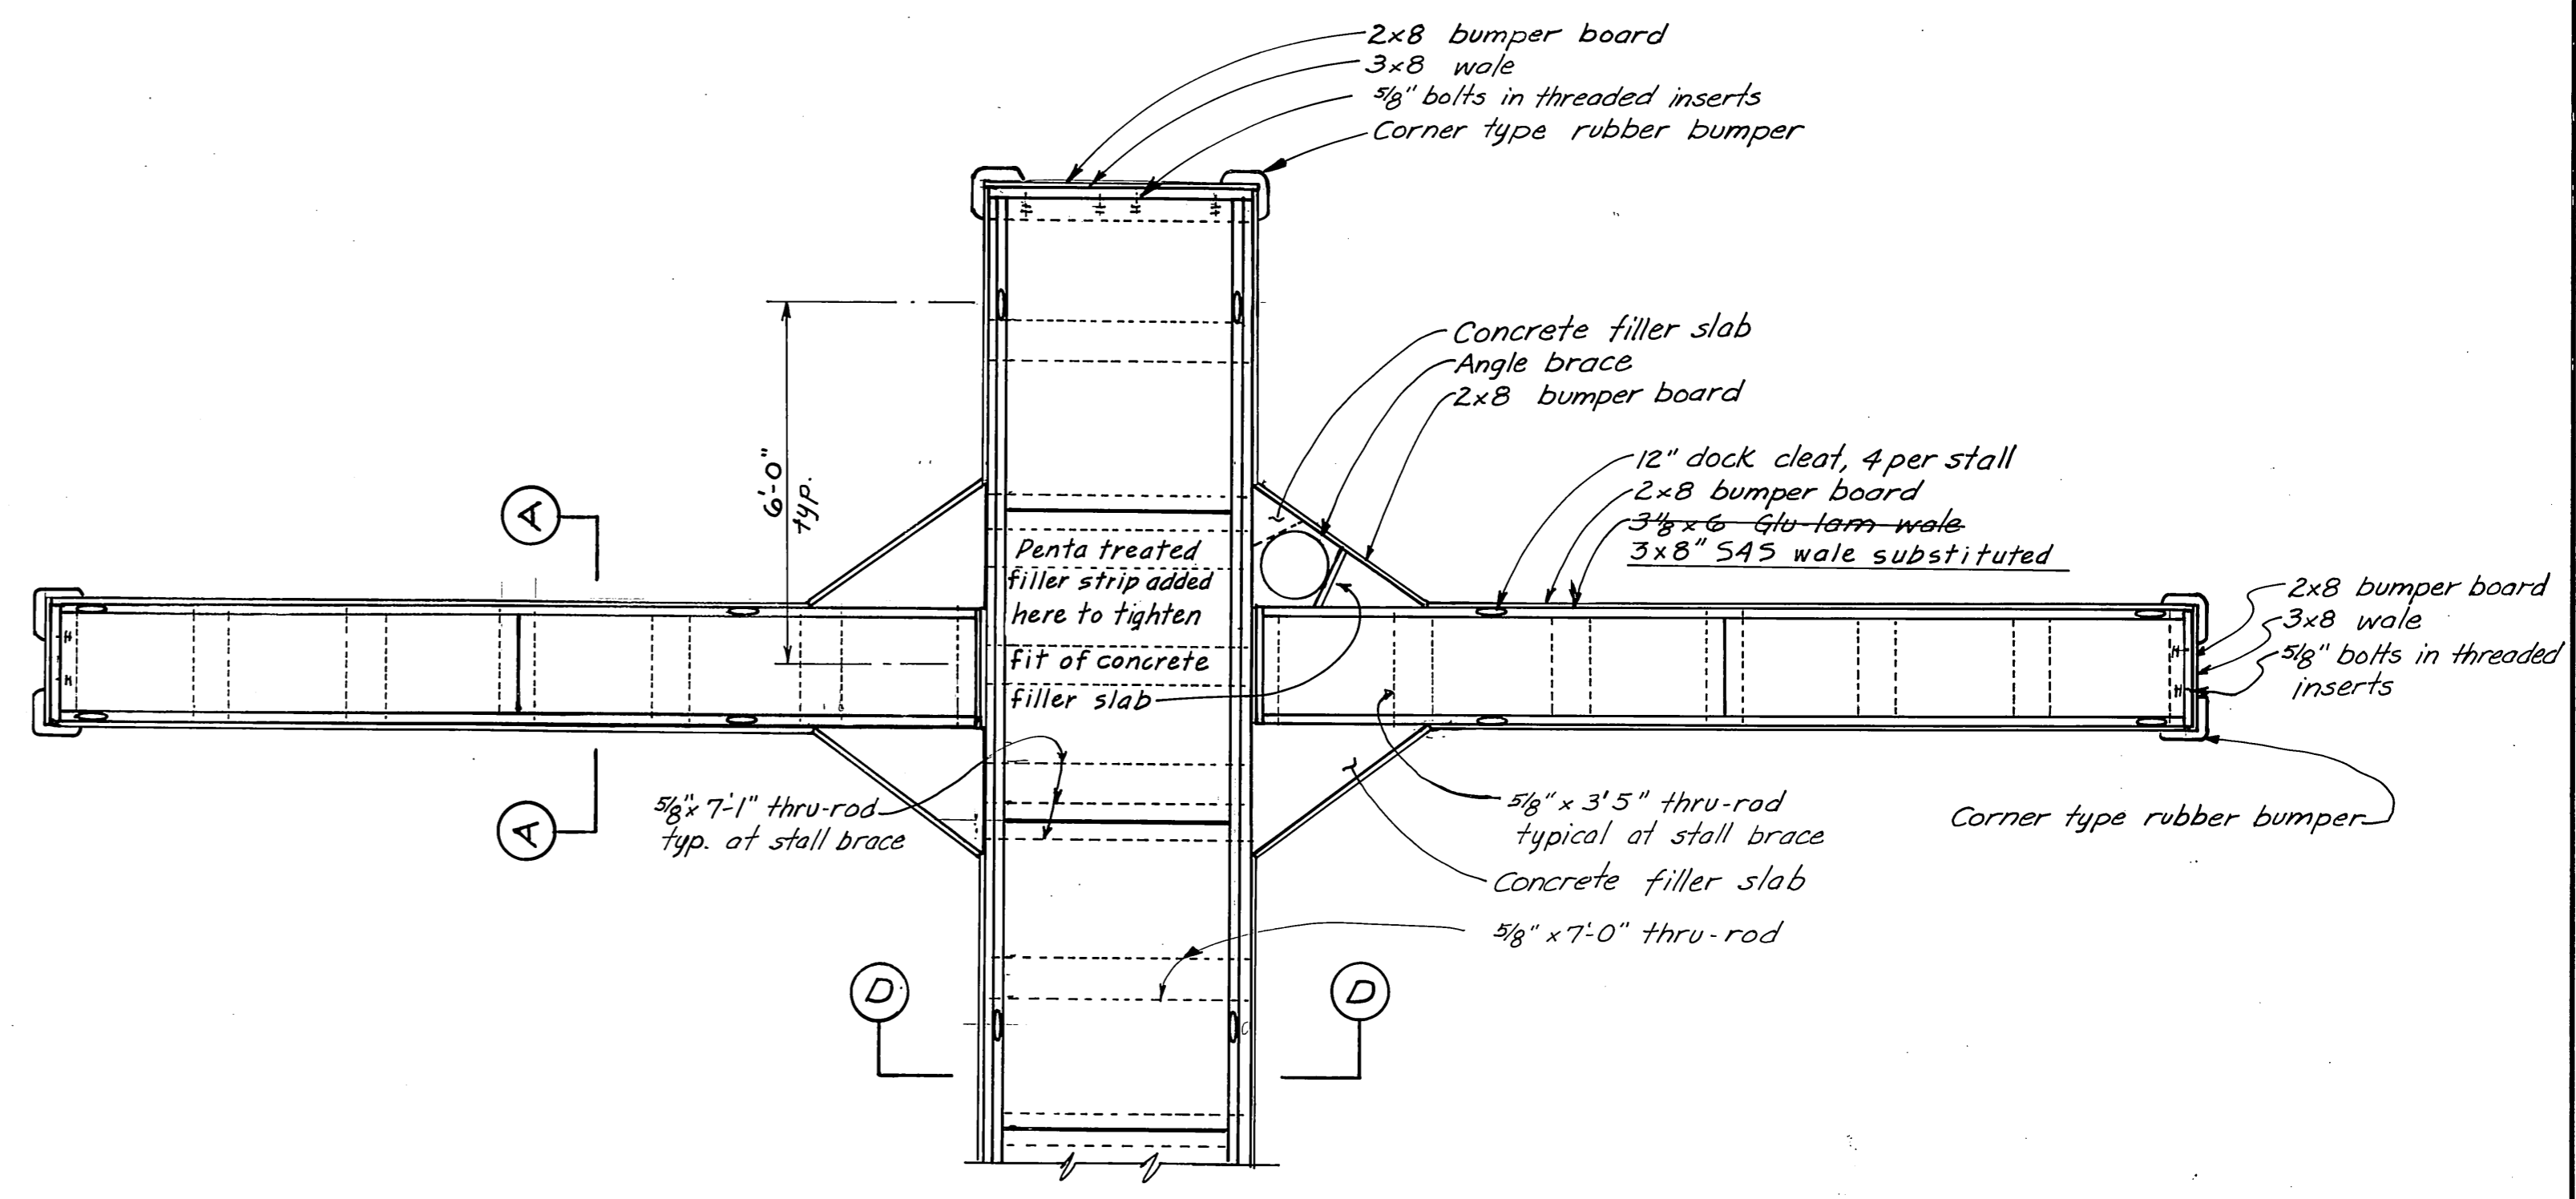 2x8 bumper board
3x8 wale
5/8" bolts in threaded inserts
Corner type rubber bumper
Concrete filler slab
Angle brace
2x8 bumper board
12" dock cleat, 4 per stall
2x8 bumper board
3 1/8 x 6 Glu-lam wale
3x8" S4S wale substituted
6'-0"
typ.
A
Penta treated
filler strip added
here to tighten
fit of concrete
filler slab
2x8 bumper board
3x8 wale
5/8" bolts in threaded
inserts
A
5/8" x 7'-1" thru-rod
typ. at stall brace
5/8" x 3'5" thru-rod
typical at stall brace
Corner type rubber bumper
Concrete filler slab
5/8" x 7'-0" thru-rod
D
D